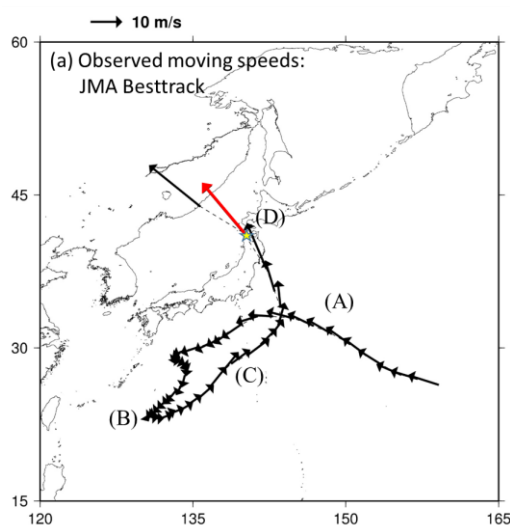 10 m/s
60
(a) Observed moving speeds:
JMA Besttrack
45
(D)
(A)
30
(C)
(B)
15
120
135
150
165